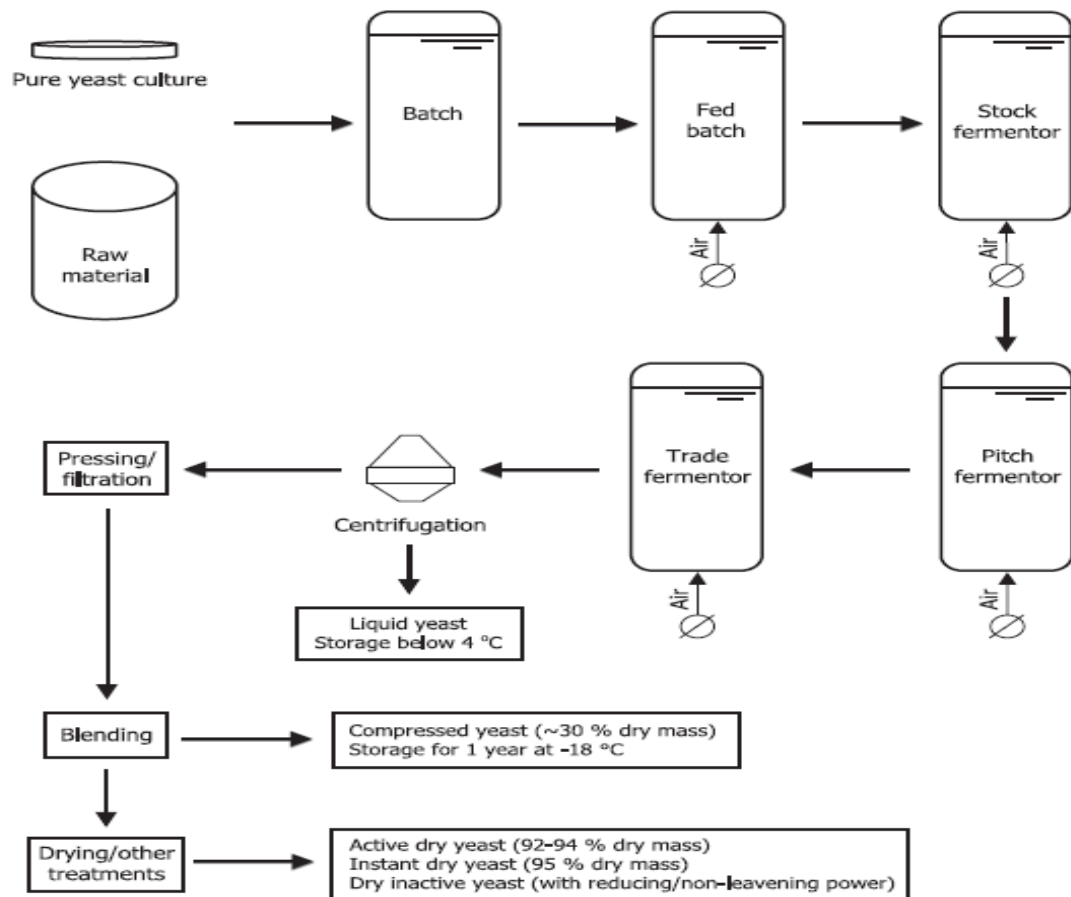 Pure yeast culture
Raw
material
Batch
Fed
batch
Air
Stock
fermentor
Air
Pitch
fermentor
Air
Trade
fermentor
Air
Centrifugation
Liquid yeast
Storage below 4 °C
Pressing/
filtration
Blending
Compressed yeast (~30 % dry mass)
Storage for 1 year at -18 °C
Drying/other
treatments
Active dry yeast (92-94 % dry mass)
Instant dry yeast (95 % dry mass)
Dry inactive yeast (with reducing/non-leavening power)